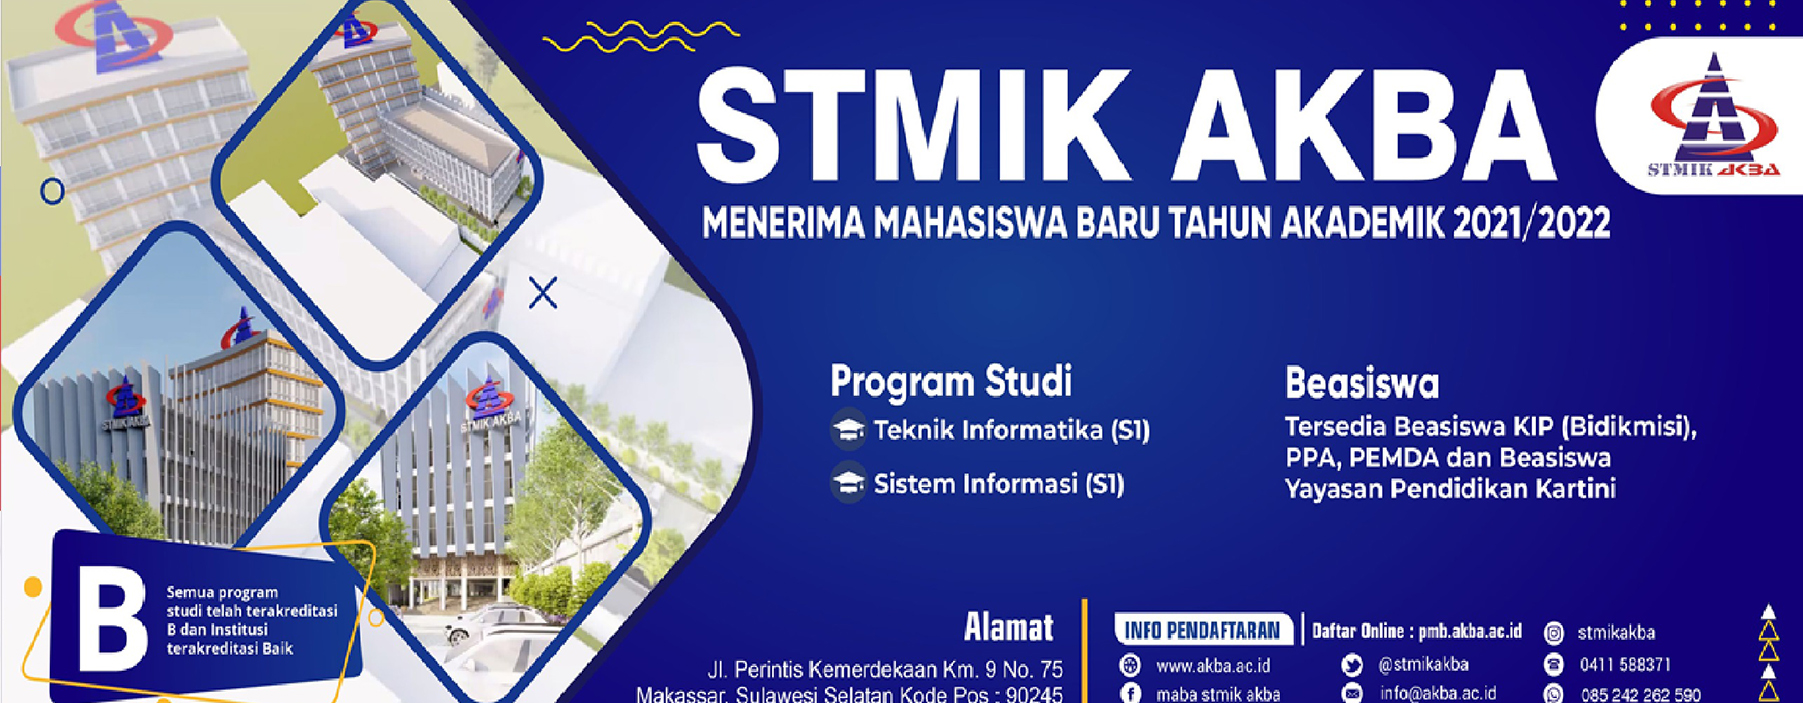 STMIK AKBA
STMIK AKBA
MENERIMA MAHASISWA BARU TAHUN AKADEMIK 2021/2022
Program Studi
Teknik Informatika (S1)
Sistem Informasi (S1)
Beasiswa
Tersedia Beasiswa KIP (Bidikmisi),
PPA, PEMDA dan Beasiswa
Yayasan Pendidikan Kartini
STMIK AKBA
STMIK AKBA
B
Semua program
studi telah terakreditasi
B dan Institusi
terakreditasi Baik
Alamat
Jl. Perintis Kemerdekaan Km. 9 No. 75
Makassar, Sulawesi Selatan Kode Pos : 90245
INFO PENDAFTARAN
Daftar Online : pmb.akba.ac.id
www.akba.ac.id
maba stmik akba
@stmikakba
info@akba.ac.id
stmikakba
0411 588371
085 242 262 590